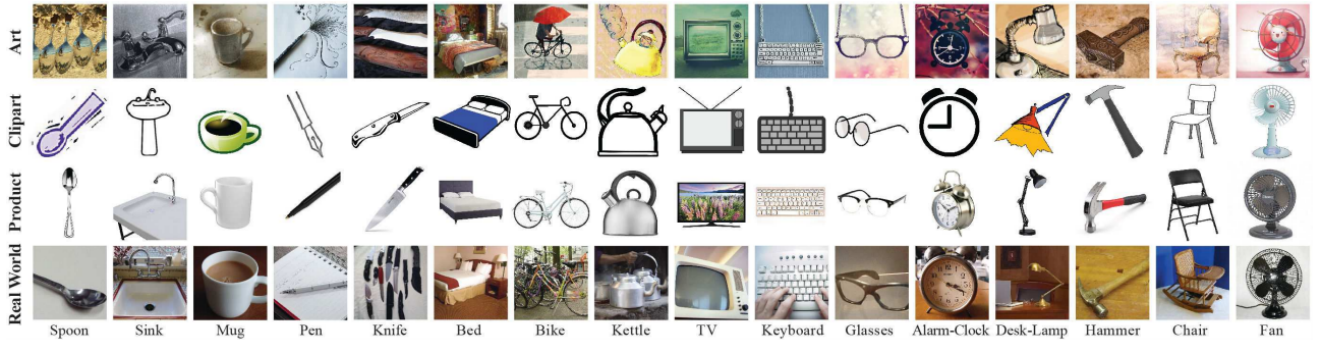 Art
Clipart
Product
Real World
Spoon Sink Mug Pen Knife Bed Bike Kettle TV Keyboard Glasses Alarm-Clock Desk-Lamp Hammer Chair Fan